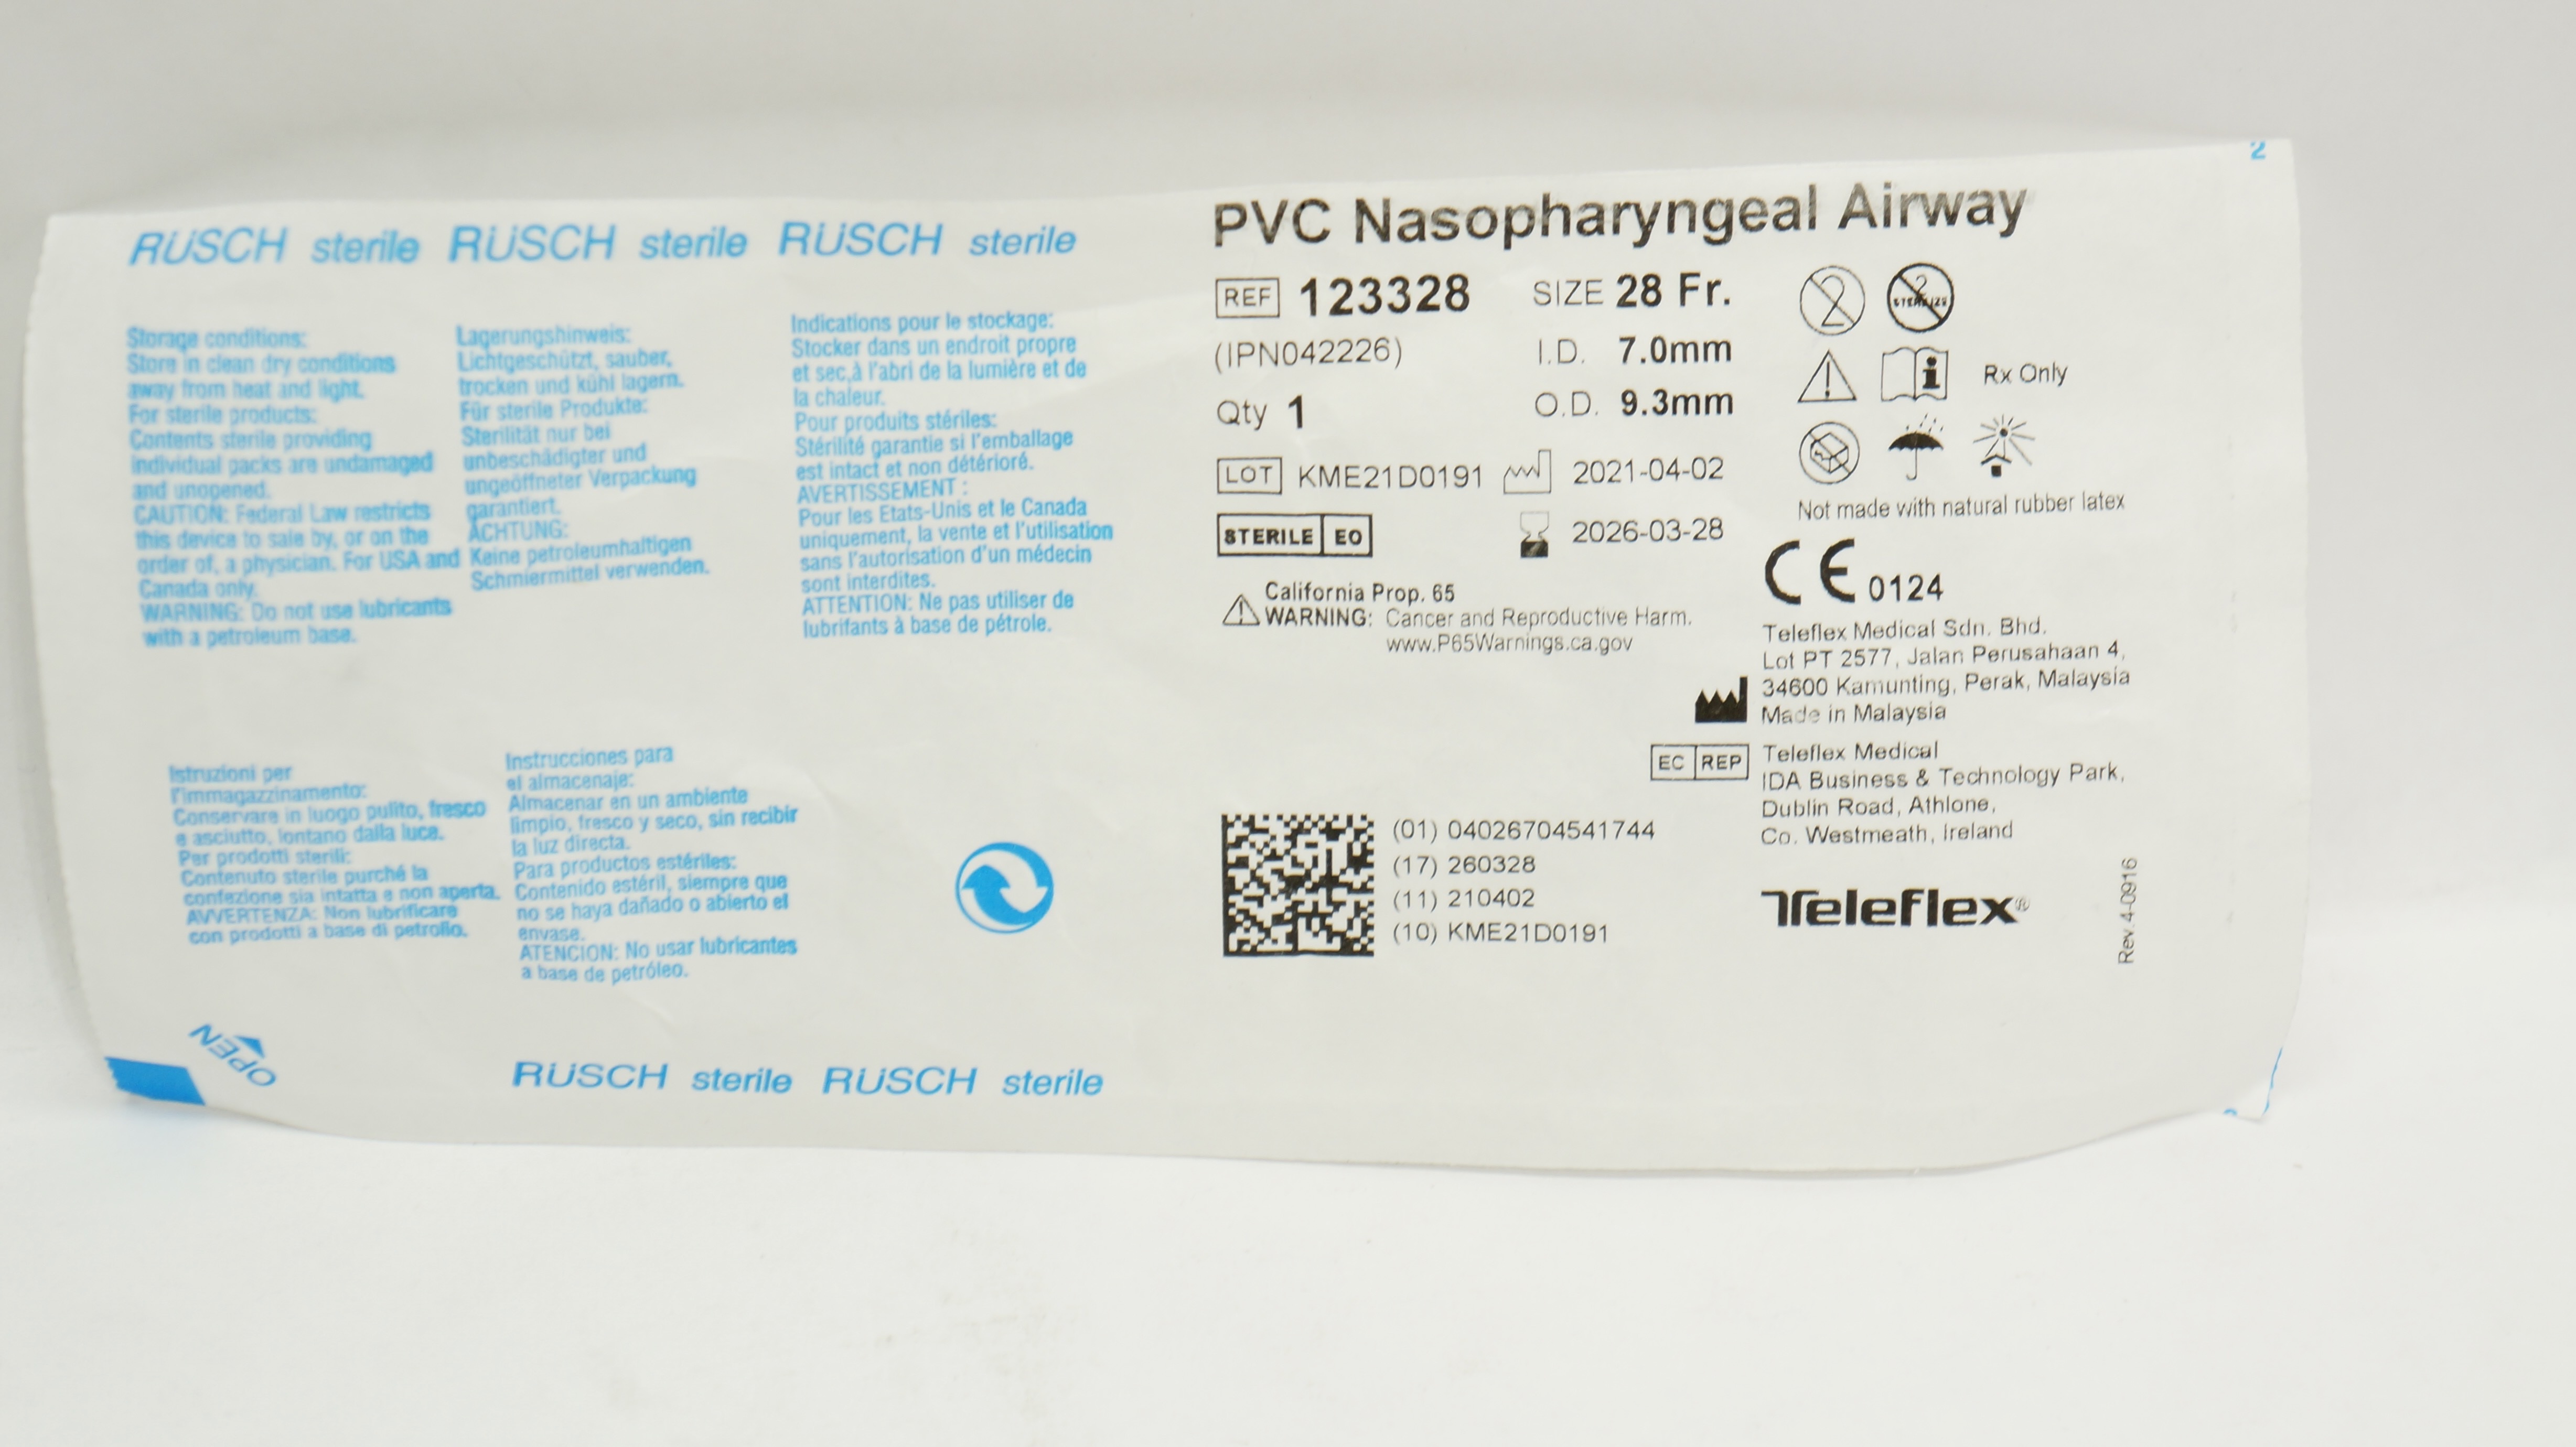 RÜSCH sterile RÜSCH sterile RÜSCH sterile
Storage conditions:
Store in clean dry conditions
away from heat and light.
For sterile products:
Contents sterile providing
individual packs are undamaged
and unopened.
CAUTION: Federal Law restricts
this device to sale by, or on the
order of, a physician. For USA and
Canada only.
WARNING: Do not use lubricants
with a petroleum base.
Lagerungshinweis:
Lichtgeschützt, sauber,
trocken und kühl lagern.
Für sterile Produkte:
Sterilität nur bei
unbeschädigter und
ungeöffneter Verpackung
garantiert.
ACHTUNG:
Keine petroleumhaltigen
Schmiermittel verwenden.
Indications pour le stockage:
Stocker dans un endroit propre
et sec,à l'abri de la lumière et de
la chaleur.
Pour produits stériles:
Stérilité garantie si l'emballage
est intact et non détérioré.
AVERTISSEMENT :
Pour les Etats-Unis et le Canada
uniquement, la vente et l'utilisation
sans l'autorisation d'un médecin
sont interdites.
ATTENTION: Ne pas utiliser de
lubrifants à base de pétrole.
Istruzioni per
l'immagazzinamento:
Conservare in luogo pulito, fresco
e asciutto, lontano dalla luce.
Per prodotti sterili:
Contenuto sterile purché la
confezione sia intatta e non aperta.
AVVERTENZA: Non lubrificare
con prodotti a base di petrolio.
Instrucciones para
el almacenaje:
Almacenar en un ambiente
limpio, fresco y seco, sin recibir
la luz directa.
Para productos estériles:
Contenido estéril, siempre que
no se haya dañado o abierto el
envase.
ATENCION: No usar lubricantes
a base de petróleo.
OPEN
RÜSCH sterile RÜSCH sterile
PVC Nasopharyngeal Airway
REF 123328 SIZE 28 Fr.
(IPN042226) I.D. 7.0mm
Qty 1 O.D. 9.3mm
LOT KME21D0191 2021-04-02
STERILE EO 2026-03-28
California Prop. 65
WARNING: Cancer and Reproductive Harm.
www.P65Warnings.ca.gov
2
2
STERILIZE
Rx Only
Not made with natural rubber latex
CE 0124
Teleflex Medical Sdn. Bhd.
Lot PT 2577, Jalan Perusahaan 4,
34600 Kamunting, Perak, Malaysia
Made in Malaysia
EC REP Teleflex Medical
IDA Business & Technology Park,
Dublin Road, Athlone,
Co. Westmeath, Ireland
(01) 04026704541744
(17) 260328
(11) 210402
(10) KME21D0191
Teleflex®
Rev.4-0916
2